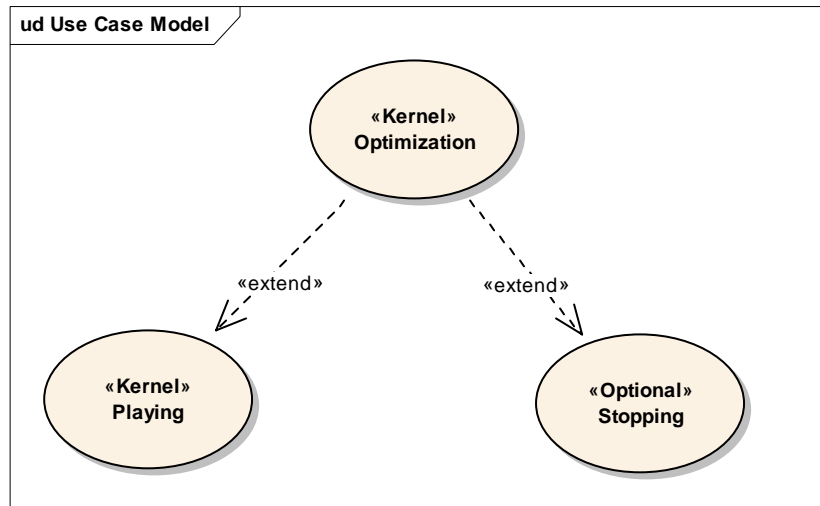 ud Use Case Model
«Kernel»
Optimization
«extend»
«extend»
«Kernel»
Playing
«Optional»
Stopping